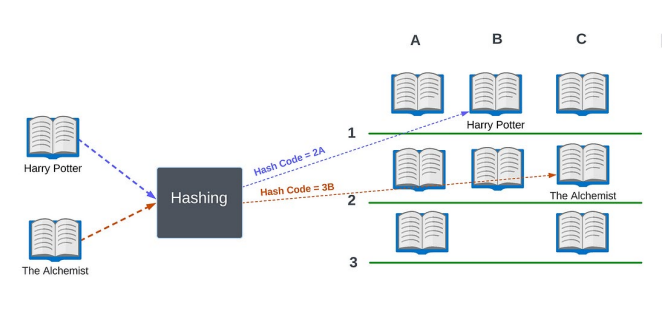 A
B
C
Harry Potter
1
Harry Potter
Hash Code = 2A
Hashing
Hash Code = 3B
2
The Alchemist
The Alchemist
3